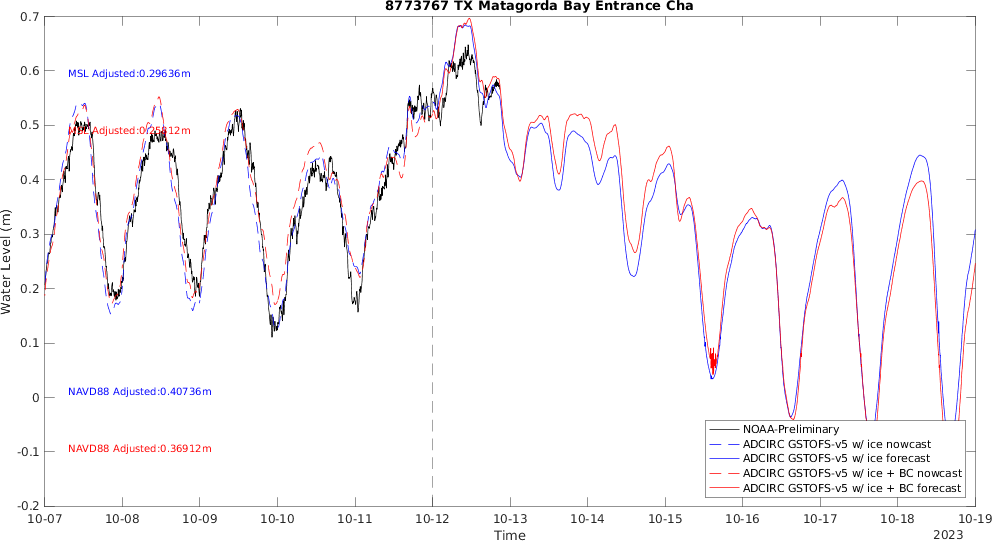 8773767 TX Matagorda Bay Entrance Cha
0.7
0.6
0.5
0.4
0.3
0.2
0.1
0
-0.1
-0.2
Water Level (m)
MSL Adjusted:0.29636m
MSL Adjusted:0.25812m
NAVD88 Adjusted:0.40736m
NAVD88 Adjusted:0.36912m
NOAA-Preliminary
ADCIRC GSTOFS-v5 w/ ice nowcast
ADCIRC GSTOFS-v5 w/ ice forecast
ADCIRC GSTOFS-v5 w/ ice + BC nowcast
ADCIRC GSTOFS-v5 w/ ice + BC forecast
10-07 10-08 10-09 10-10 10-11 10-12 10-13 10-14 10-15 10-16 10-17 10-18 10-19
Time
2023